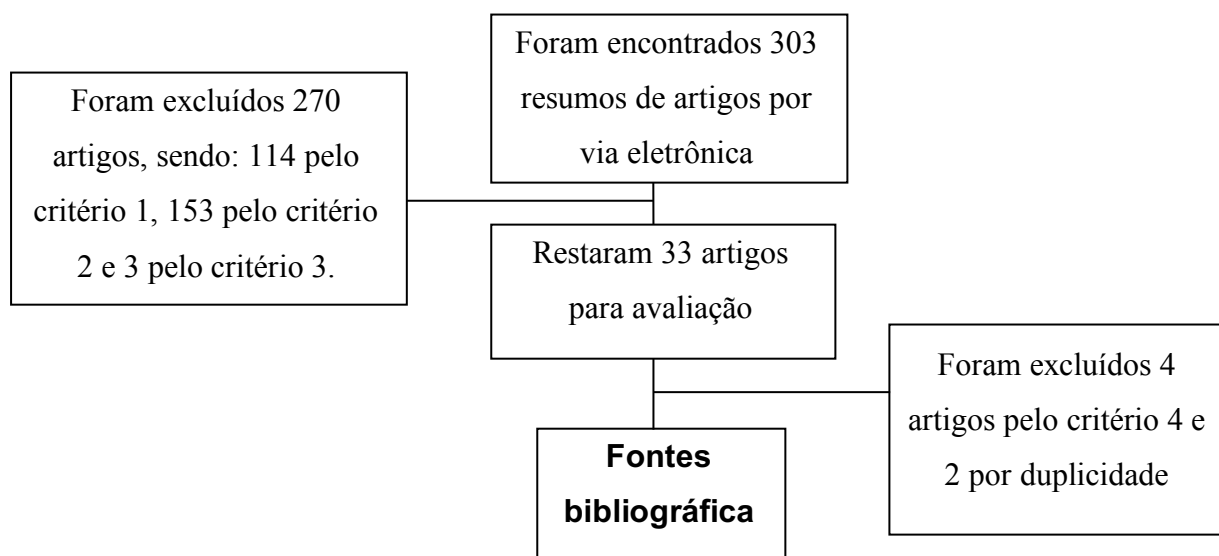 Foram encontrados 303
resumos de artigos por
via eletrônica
Foram excluídos 270
artigos, sendo: 114 pelo
critério 1, 153 pelo critério
2 e 3 pelo critério 3.
Restaram 33 artigos
para avaliação
Foram excluídos 4
artigos pelo critério 4 e
2 por duplicidade
Fontes
bibliográfica